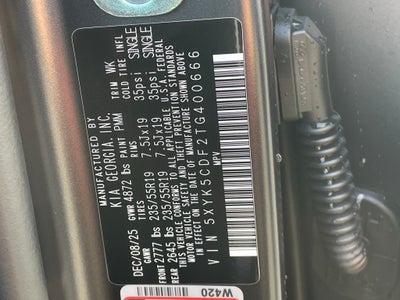 MANUFACTURED BY
KIA GEORGIA, INC.
DEC/08/25 GVWR 4872 lbs PAINT PMM TRIM WK
GAWR TIRES RIMS COLD TIRE INFL
FRONT 2777 lbs 235/55R19 7.5Jx19 35psi SINGLE
REAR 2645 lbs 235/55R19 7.5Jx19 35psi SINGLE
THIS VEHICLE CONFORMS TO ALL APPLICABLE U.S.A. FEDERAL
MOTOR VEHICLE SAFETY AND THEFT PREVENTION STANDARDS
IN EFFECT ON THE DATE OF MANUFACTURE SHOWN ABOVE
VIN 5XYK5CDF2TG400666
MPV
W420